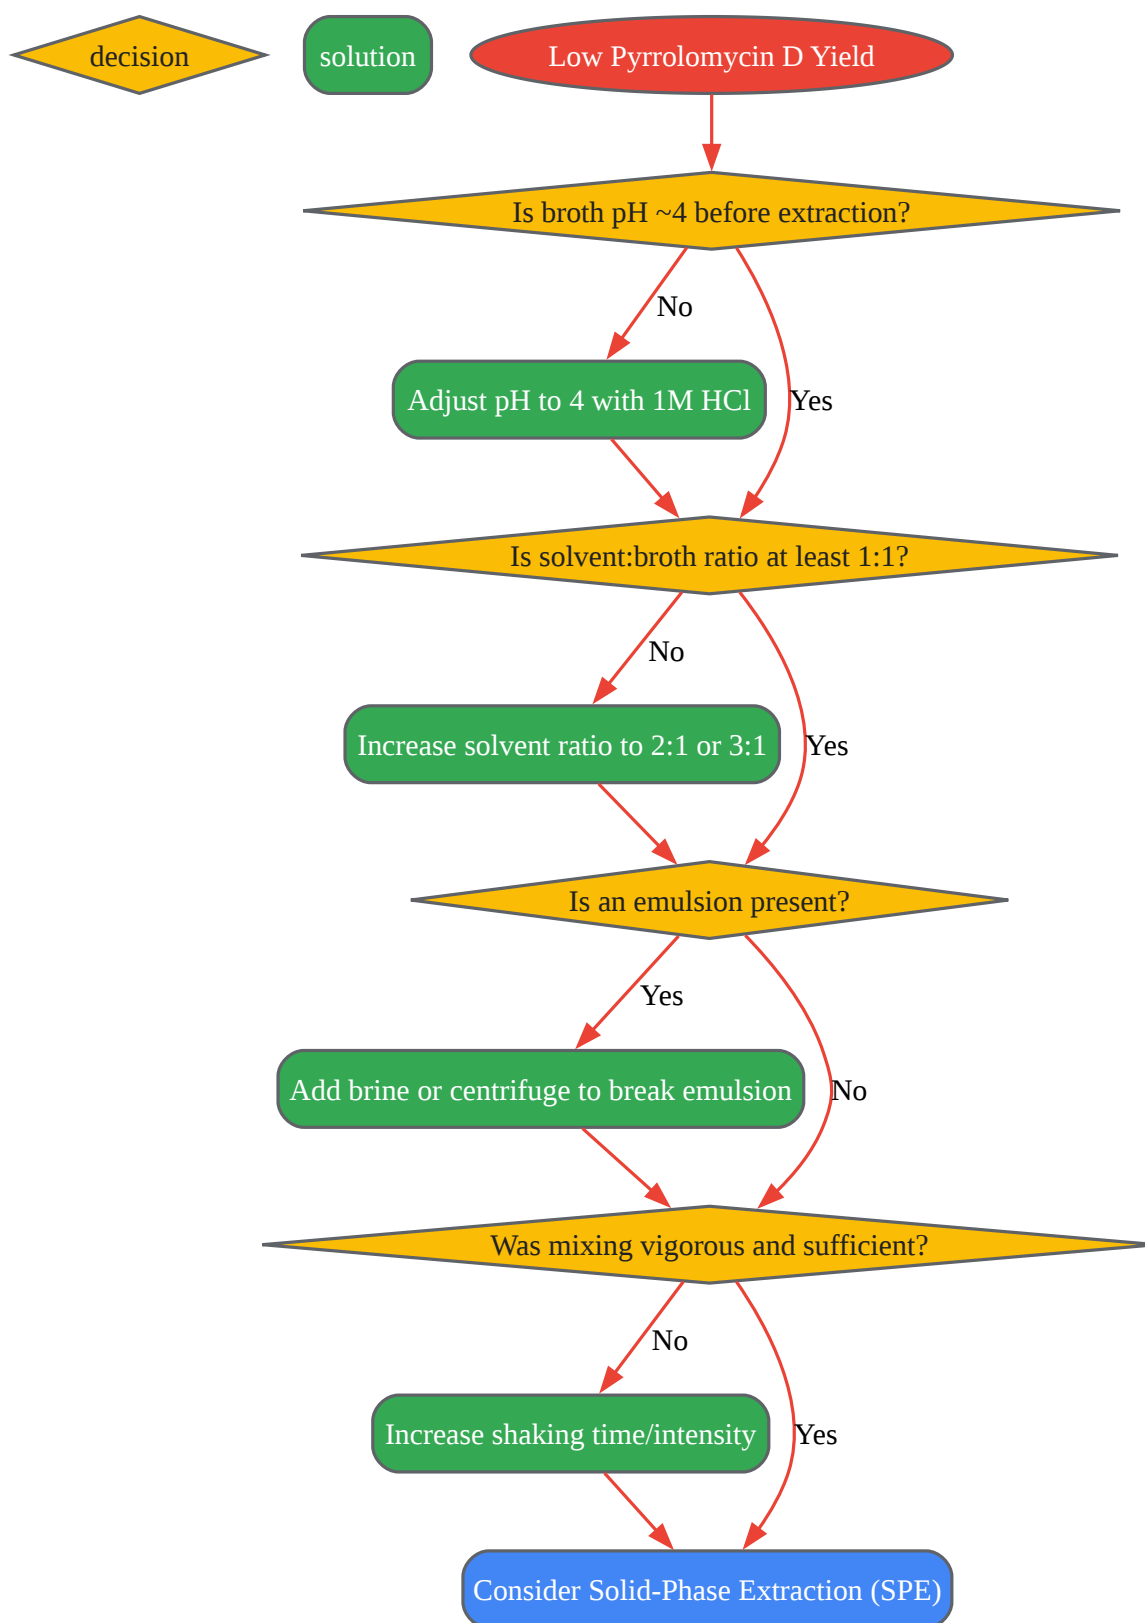 decision
solution
Low Pyrrolomycin D Yield
Is broth pH ~4 before extraction?
No
Adjust pH to 4 with 1M HCl
Yes
Is solvent:broth ratio at least 1:1?
No
Increase solvent ratio to 2:1 or 3:1
Yes
Is an emulsion present?
Yes
Add brine or centrifuge to break emulsion
No
Was mixing vigorous and sufficient?
No
Increase shaking time/intensity
Yes
Consider Solid-Phase Extraction (SPE)